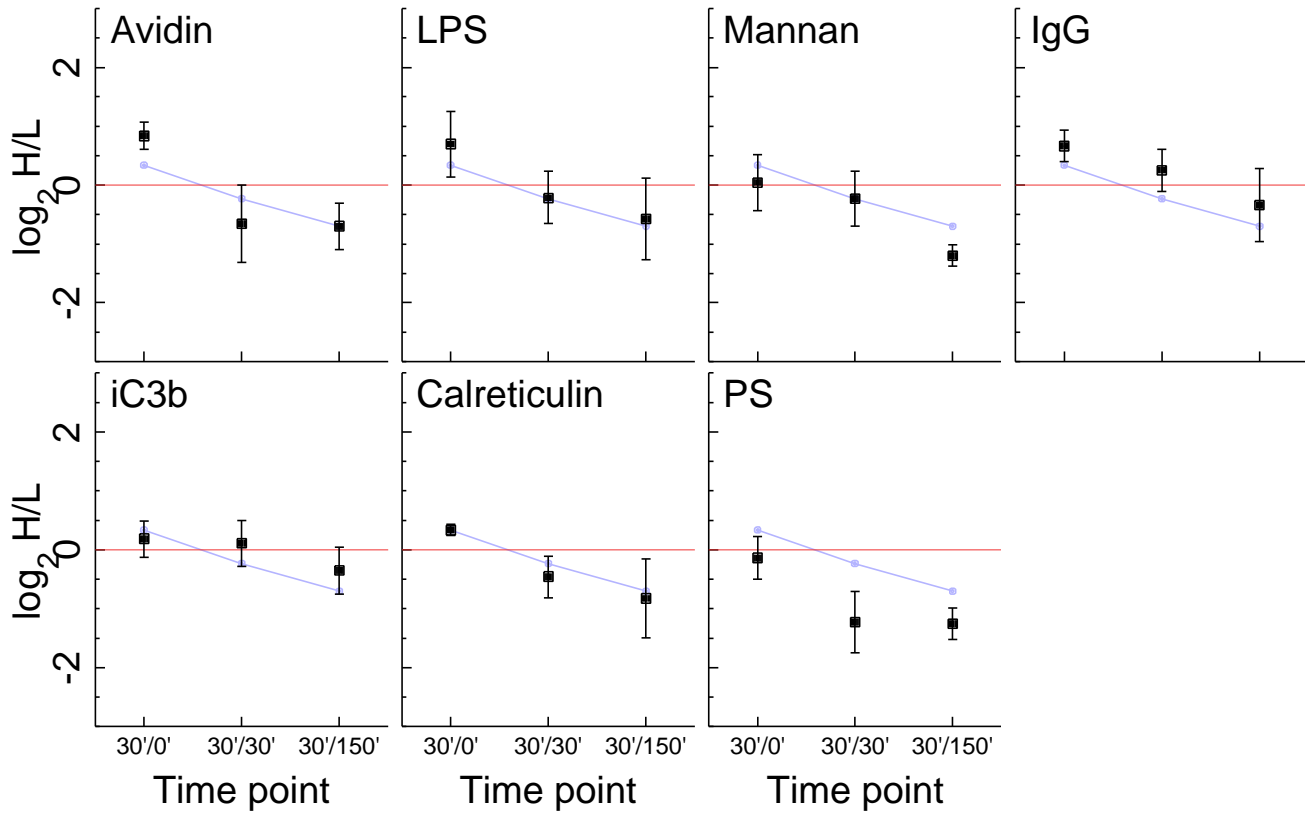 Avidin
LPS
Mannan
IgG
2
0
-2
log2 H/L
iC3b
Calreticulin
PS
2
0
-2
log2 H/L
30'/0' 30'/30' 30'/150'
30'/0' 30'/30' 30'/150'
30'/0' 30'/30' 30'/150'
Time point
Time point
Time point